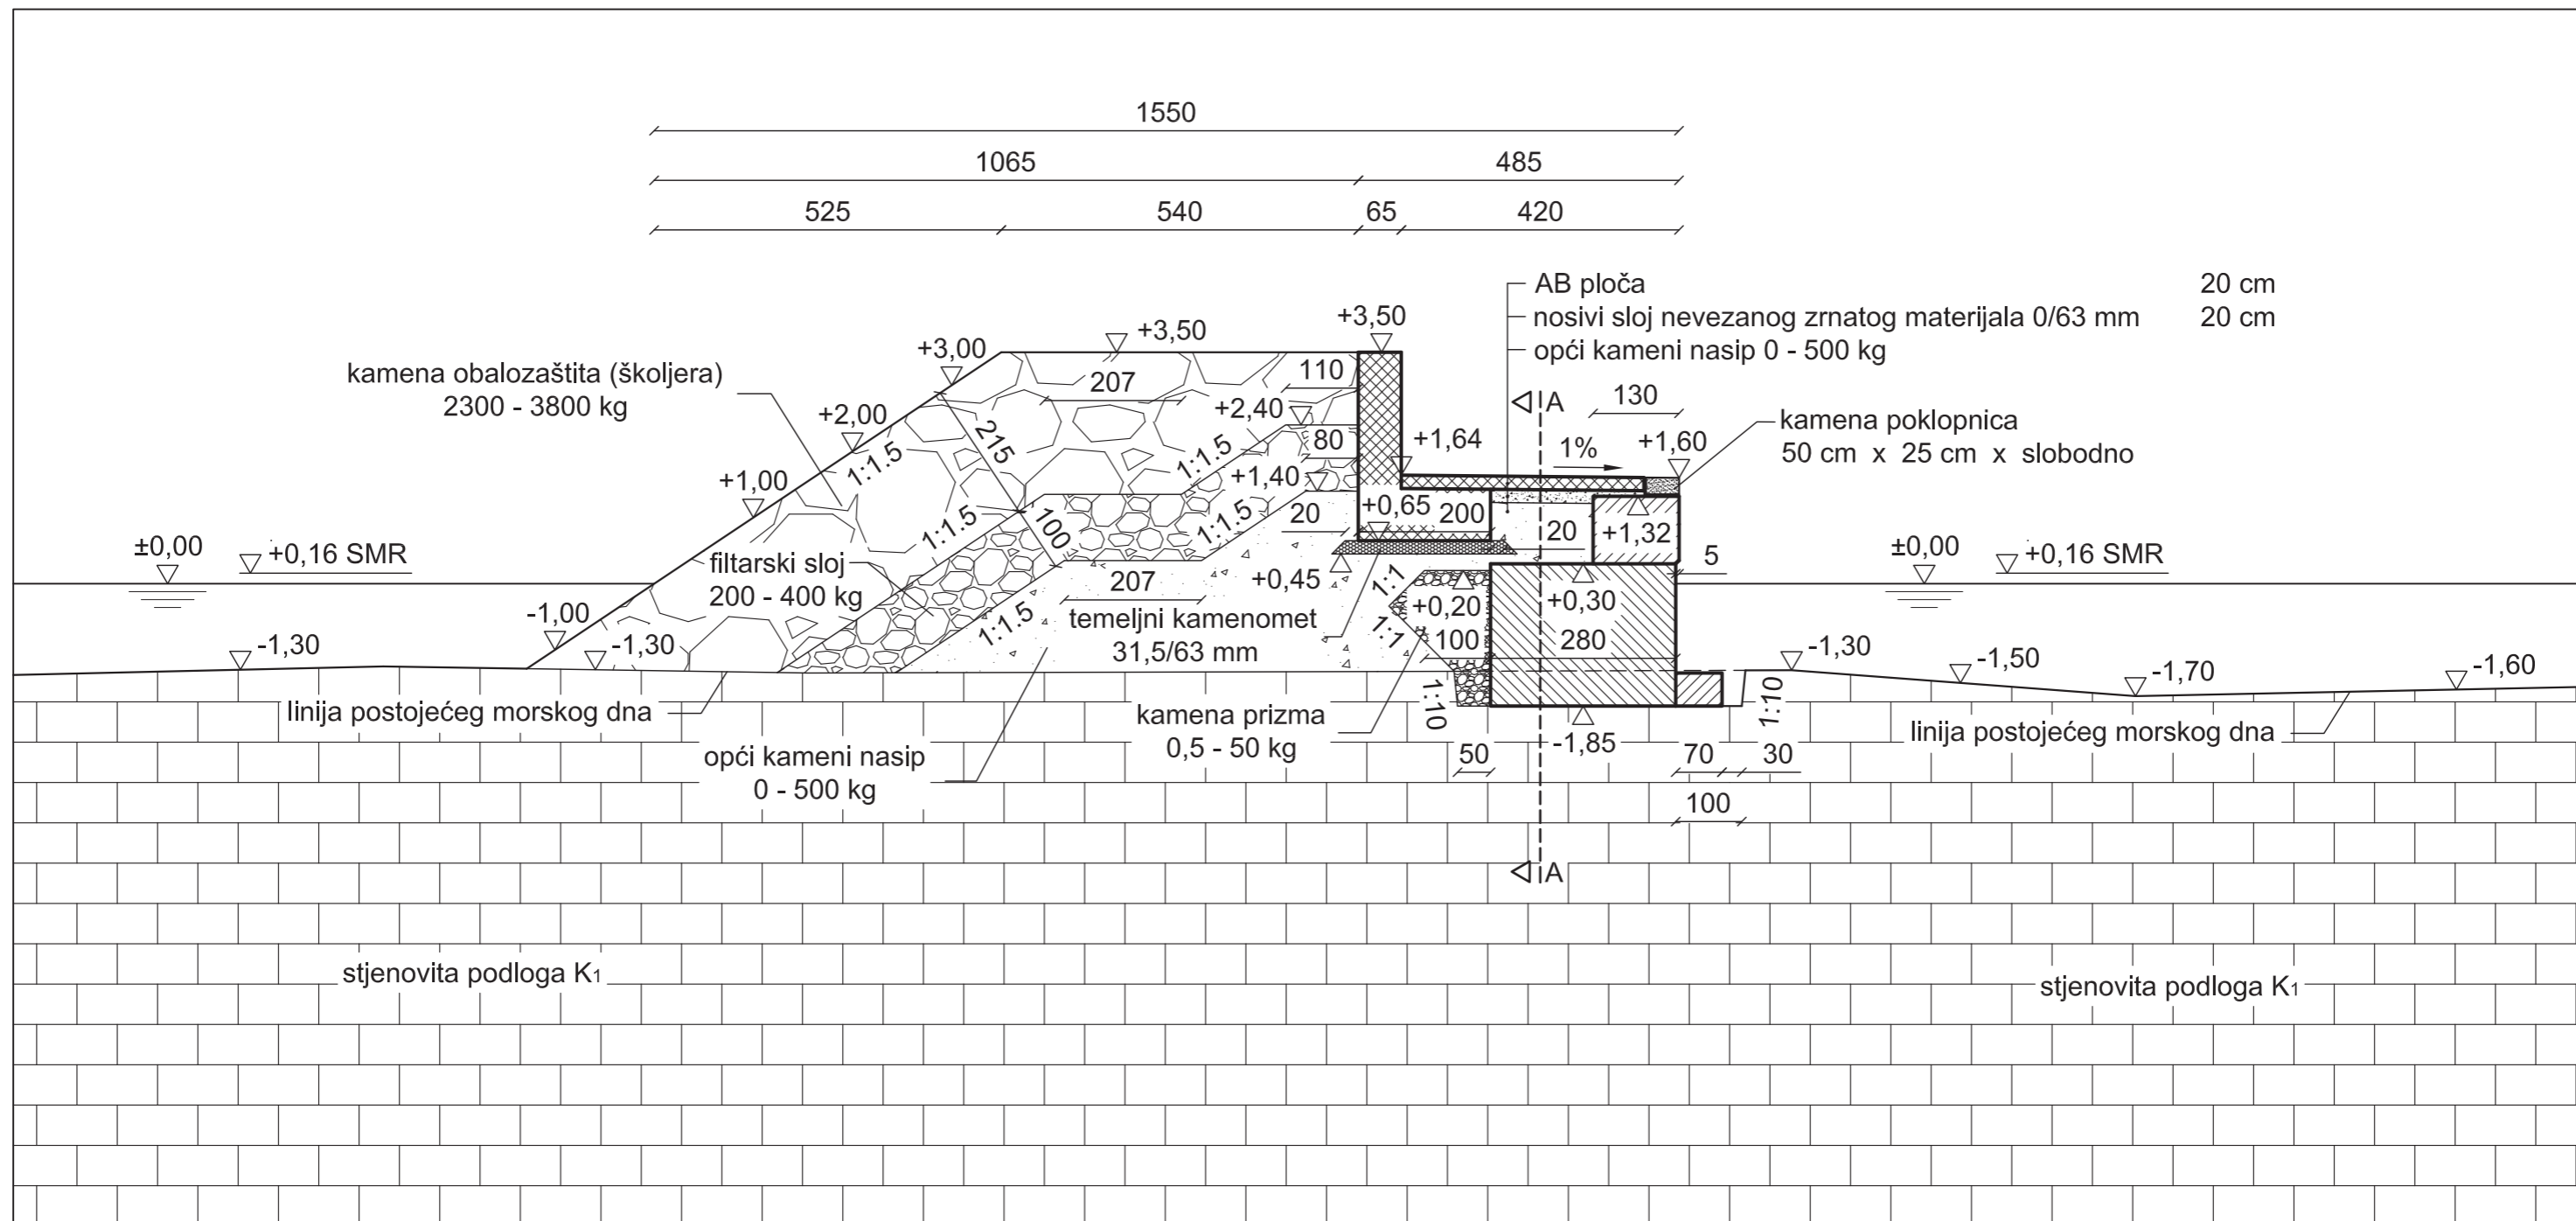 1550
1065
485
525
540
65
420
AB ploča 20 cm
nosivi sloj nevezanog zrnatog materijala 0/63 mm 20 cm
opći kameni nasip 0 - 500 kg
+3,50
+3,50
+3,00
kamena obalozaštita (školjera)
2300 - 3800 kg
207
110
A
130
+2,00
+2,40
kamena poklopnica
50 cm x 25 cm x slobodno
215
1:1.5
1:1.5
80
+1,64
1%
+1,60
+1,00
+1,40
1:1.5
100
1:1.5
20
+0,65
200
20
+1,32
±0,00
+0,16 SMR
filtarski sloj
200 - 400 kg
207
+0,45
1:1
5
±0,00
+0,16 SMR
-1,00
-1,30
-1,30
1:1.5
temeljni kamenomet
31,5/63 mm
+0,20
1:1
100
+0,30
280
-1,30
-1,50
-1,70
-1,60
linija postojećeg morskog dna
kamena prizma
0,5 - 50 kg
1:10
-1,85
1:10
linija postojećeg morskog dna
opći kameni nasip
0 - 500 kg
50
70
30
100
A
stjenovita podloga K1
stjenovita podloga K1